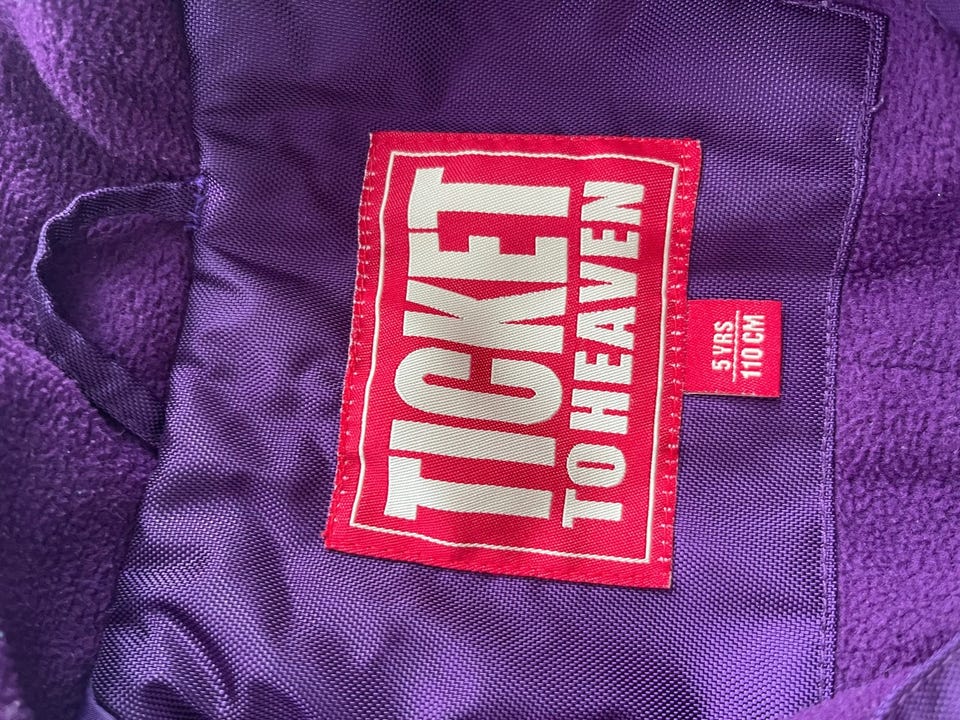 TICKET
TO HEAVEN
5 YRS
110 CM